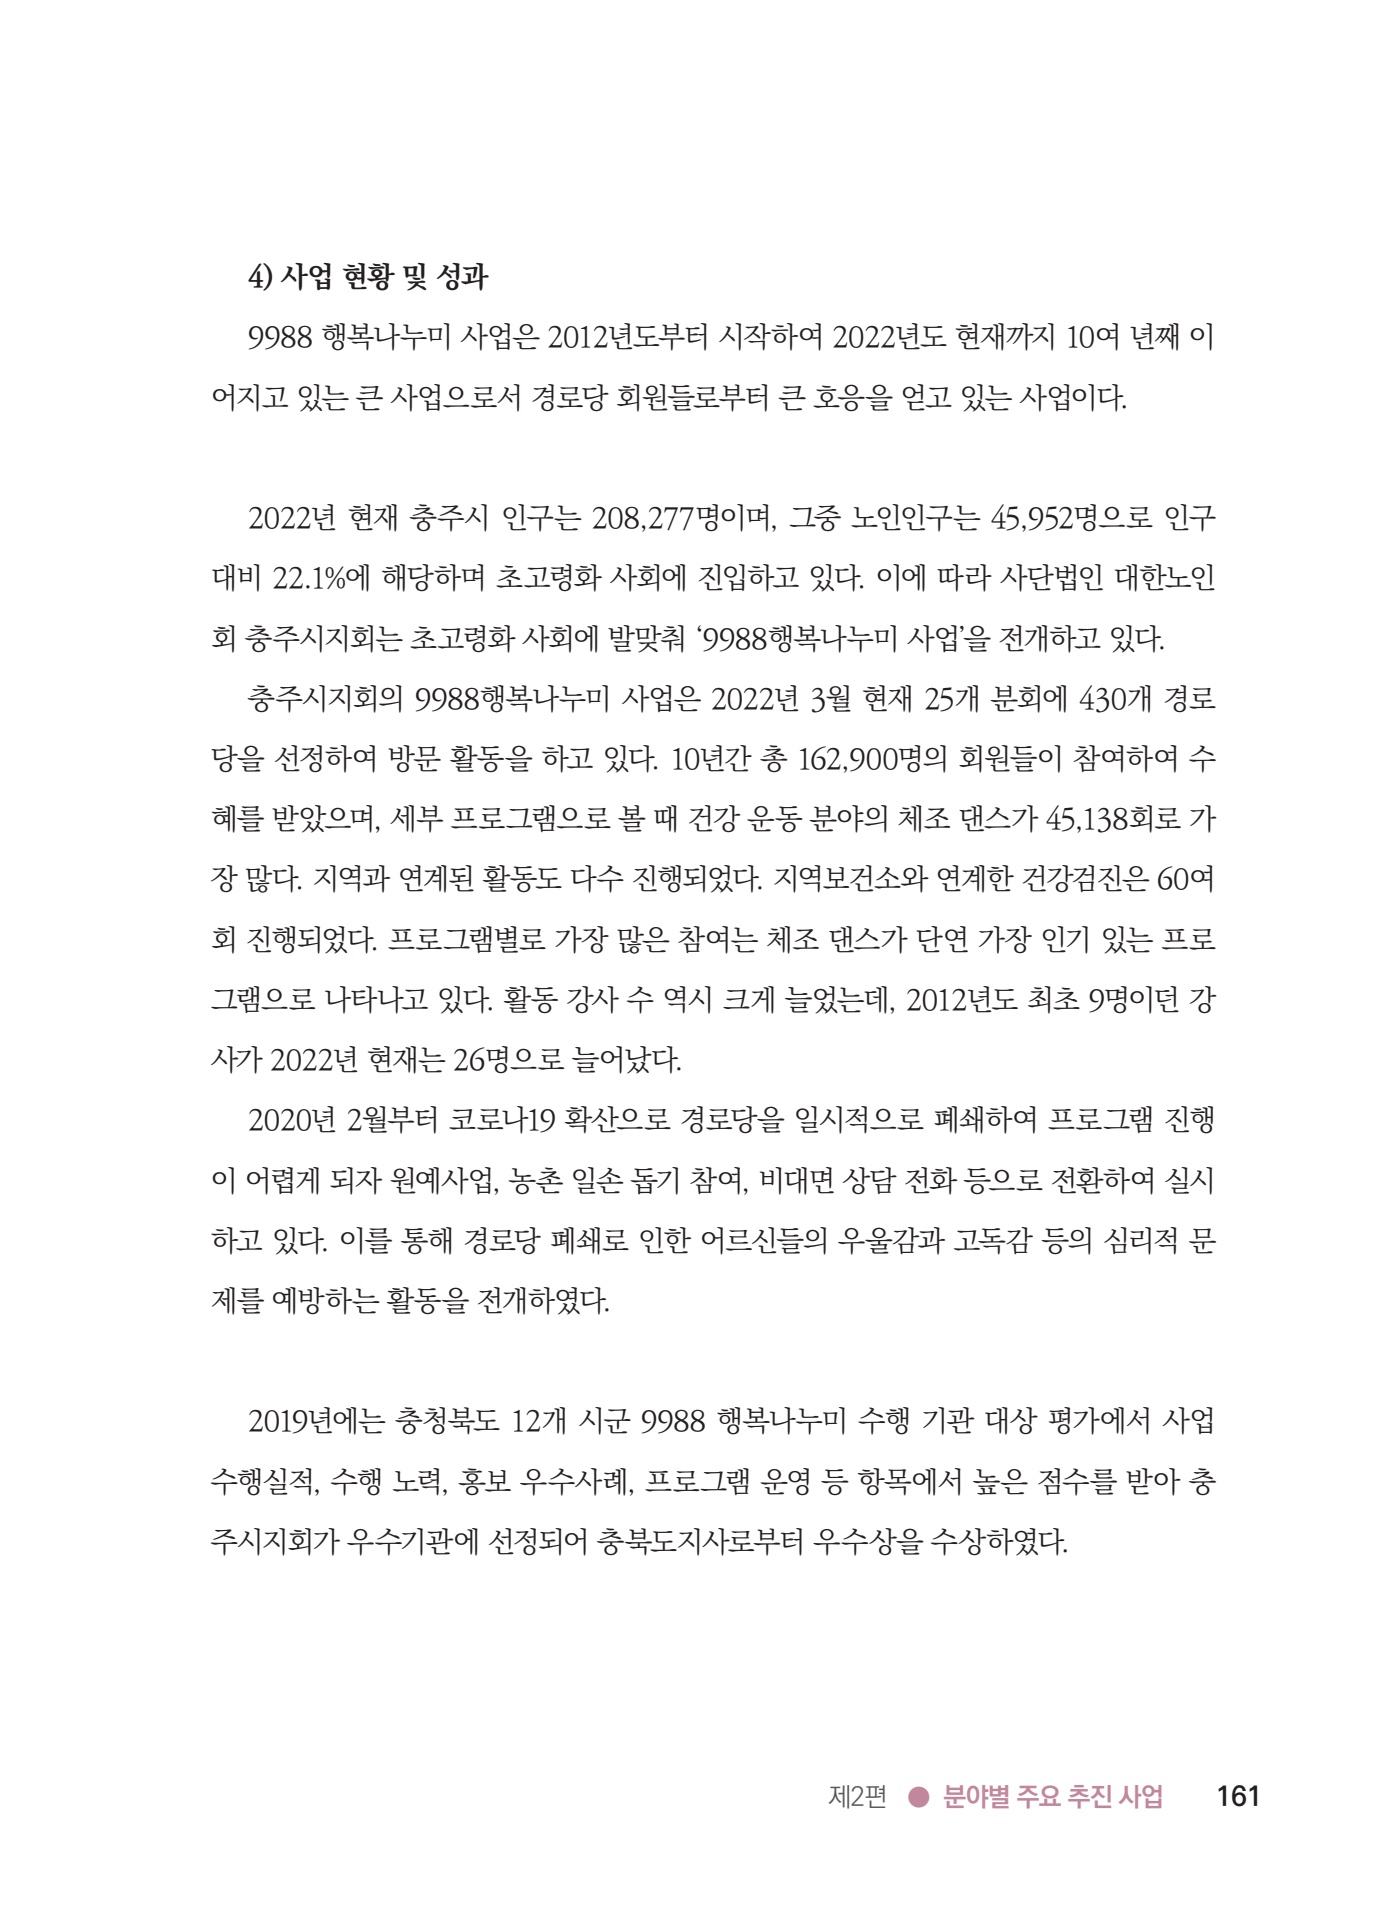 4) 사업 현황 및 성과
9988 행복나누미 사업은 2012년도부터 시작하여 2022년도 현재까지 10여 년째 이
어지고 있는 큰 사업으로서 경로당 회원들로부터 큰 호응을 얻고 있는 사업이다.
2022년 현재 충주시 인구는 208,277명이며, 그중 노인인구는 45,952명으로 인구
대비 22.1%에 해당하며 초고령화 사회에 진입하고 있다. 이에 따라 사단법인 대한노인
회 충주시지회는 초고령화 사회에 발맞춰 ‘9988행복나누미 사업’을 전개하고 있다.
충주시지회의 9988행복나누미 사업은 2022년 3월 현재 25개 분회에 430개 경로
당을 선정하여 방문 활동을 하고 있다. 10년간 총 162,900명의 회원들이 참여하여 수
혜를 받았으며, 세부 프로그램으로 볼 때 건강 운동 분야의 체조 댄스가 45,138회로 가
장 많다. 지역과 연계된 활동도 다수 진행되었다. 지역보건소와 연계한 건강검진은 60여
회 진행되었다. 프로그램별로 가장 많은 참여는 체조 댄스가 단연 가장 인기 있는 프로
그램으로 나타나고 있다. 활동 강사 수 역시 크게 늘었는데, 2012년도 최초 9명이던 강
사가 2022년 현재는 26명으로 늘어났다.
2020년 2월부터 코로나19 확산으로 경로당을 일시적으로 폐쇄하여 프로그램 진행
이 어렵게 되자 원예사업, 농촌 일손 돕기 참여, 비대면 상담 전화 등으로 전환하여 실시
하고 있다. 이를 통해 경로당 폐쇄로 인한 어르신들의 우울감과 고독감 등의 심리적 문
제를 예방하는 활동을 전개하였다.
2019년에는 충청북도 12개 시군 9988 행복나누미 수행 기관 대상 평가에서 사업
수행실적, 수행 노력, 홍보 우수사례, 프로그램 운영 등 항목에서 높은 점수를 받아 충
주시지회가 우수기관에 선정되어 충북도지사로부터 우수상을 수상하였다.
제2편 ● 분야별 주요 추진 사업 161